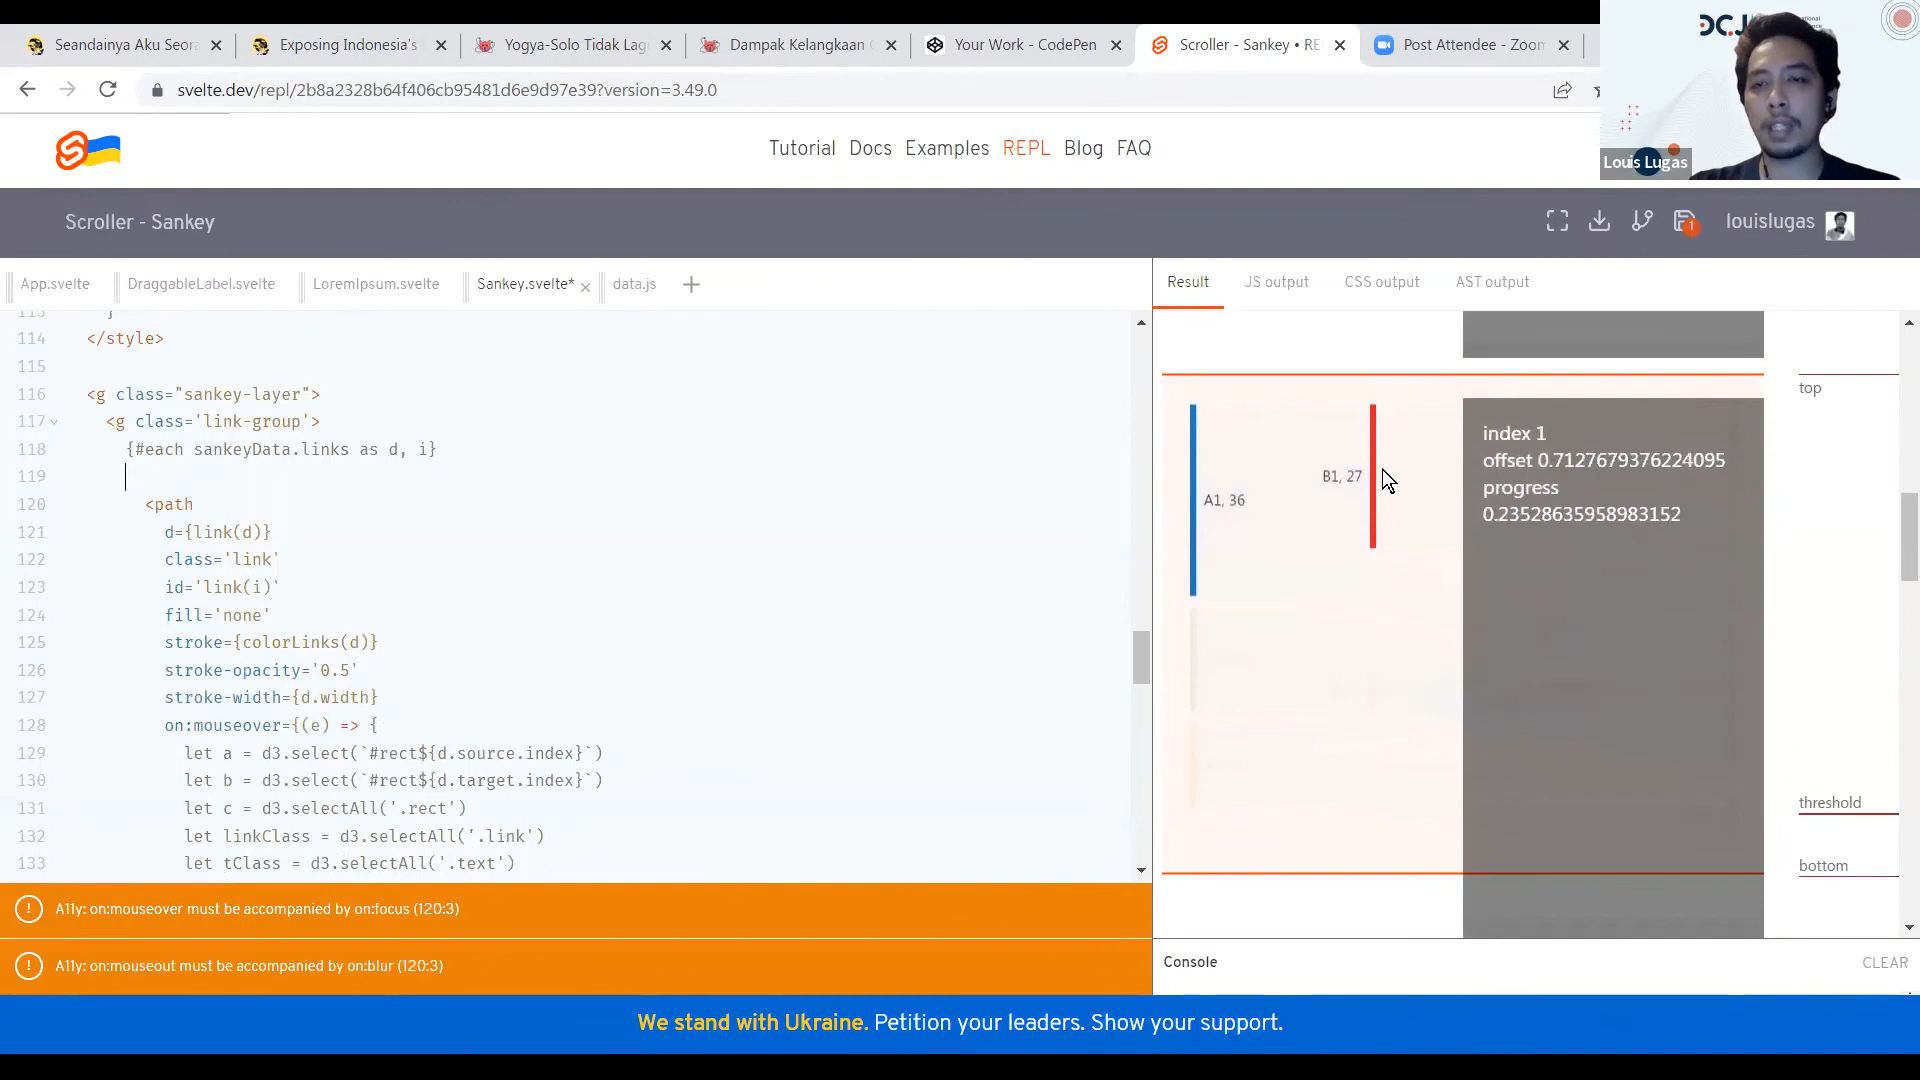 Seandainya Aku Seora
Exposing Indonesia's
Yogya-Solo Tidak Lag
Dampak Kelangkaan
Your Work - CodePen
Scroller - Sankey • RE
Post Attendee - Zoom
svelte.dev/repl/2b8a2328b64f406cb95481d6e9d97e39?version=3.49.0
Louis Lugas
Tutorial
Docs
Examples
REPL
Blog
FAQ
Scroller - Sankey
1
louislugas
App.svelte
DraggableLabel.svelte
LoremIpsum.svelte
Sankey.svelte*
data.js
Result
JS output
CSS output
AST output
113 }
114 </style>
115
116 <g class="sankey-layer">
117 <g class='link-group'>
118 {#each sankeyData.links as d, i}
119
120 <path
121 d={link(d)}
122 class='link'
123 id='link(i)'
124 fill='none'
125 stroke={colorLinks(d)}
126 stroke-opacity='0.5'
127 stroke-width={d.width}
128 on:mouseover={(e) => {
129 let a = d3.select(`#rect${d.source.index}`)
130 let b = d3.select(`#rect${d.target.index}`)
131 let c = d3.selectAll('.rect')
132 let linkClass = d3.selectAll('.link')
133 let tClass = d3.selectAll('.text')
A11y: on:mouseover must be accompanied by on:focus (120:3)
A11y: on:mouseout must be accompanied by on:blur (120:3)
A1, 36
B1, 27
index 1
offset 0.7127679376224095
progress
0.23528635958983152
top
threshold
bottom
Console
CLEAR
We stand with Ukraine. Petition your leaders. Show your support.